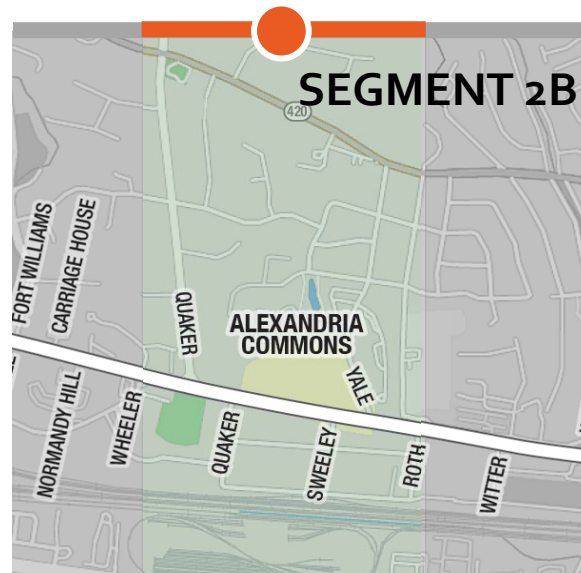 SEGMENT 2B
420
FORT WILLIAMS
CARRIAGE HOUSE
QUAKER
ALEXANDRIA
COMMONS
YALE
NORMANDY HILL
WHEELER
QUAKER
SWEELEY
ROTH
WITTER